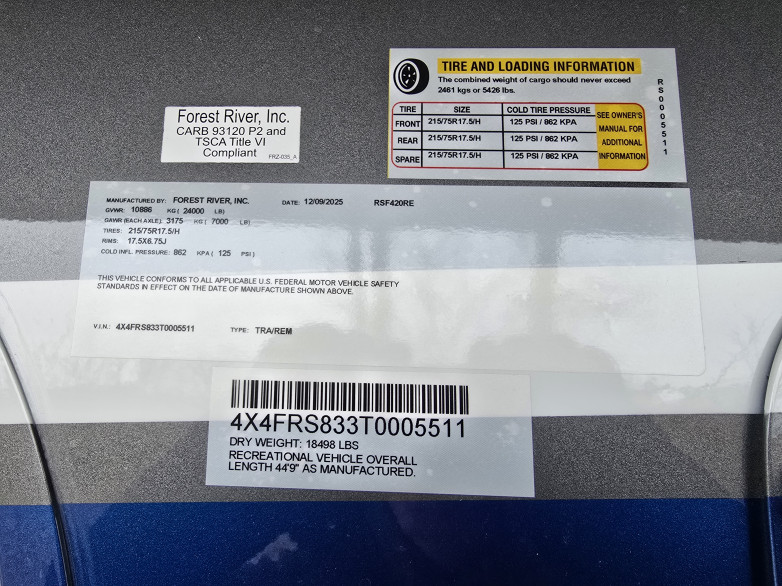 TIRE AND LOADING INFORMATION
The combined weight of cargo should never exceed
2461 kgs or 5426 lbs.
TIRE SIZE COLD TIRE PRESSURE
FRONT 215/75R17.5/H 125 PSI / 862 KPA
REAR 215/75R17.5/H 125 PSI / 862 KPA
SPARE 215/75R17.5/H 125 PSI / 862 KPA
SEE OWNER'S
MANUAL FOR
ADDITIONAL
INFORMATION
RS0005511
Forest River, Inc.
CARB 93120 P2 and
TSCA Title VI
Compliant
FRZ-035_A
MANUFACTURED BY: FOREST RIVER, INC. DATE: 12/09/2025 RSF420RE
GVWR: 10886 KG ( 24000 LB)
GAWR (EACH AXLE): 3175 KG ( 7000 LB)
TIRES: 215/75R17.5/H
RIMS: 17.5X6.75J
COLD INFL. PRESSURE: 862 KPA ( 125 PSI)
THIS VEHICLE CONFORMS TO ALL APPLICABLE U.S. FEDERAL MOTOR VEHICLE SAFETY
STANDARDS IN EFFECT ON THE DATE OF MANUFACTURE SHOWN ABOVE.
V.I.N.: 4X4FRS833T0005511 TYPE: TRA/REM
4X4FRS833T0005511
DRY WEIGHT: 18498 LBS
RECREATIONAL VEHICLE OVERALL
LENGTH 44'9" AS MANUFACTURED.